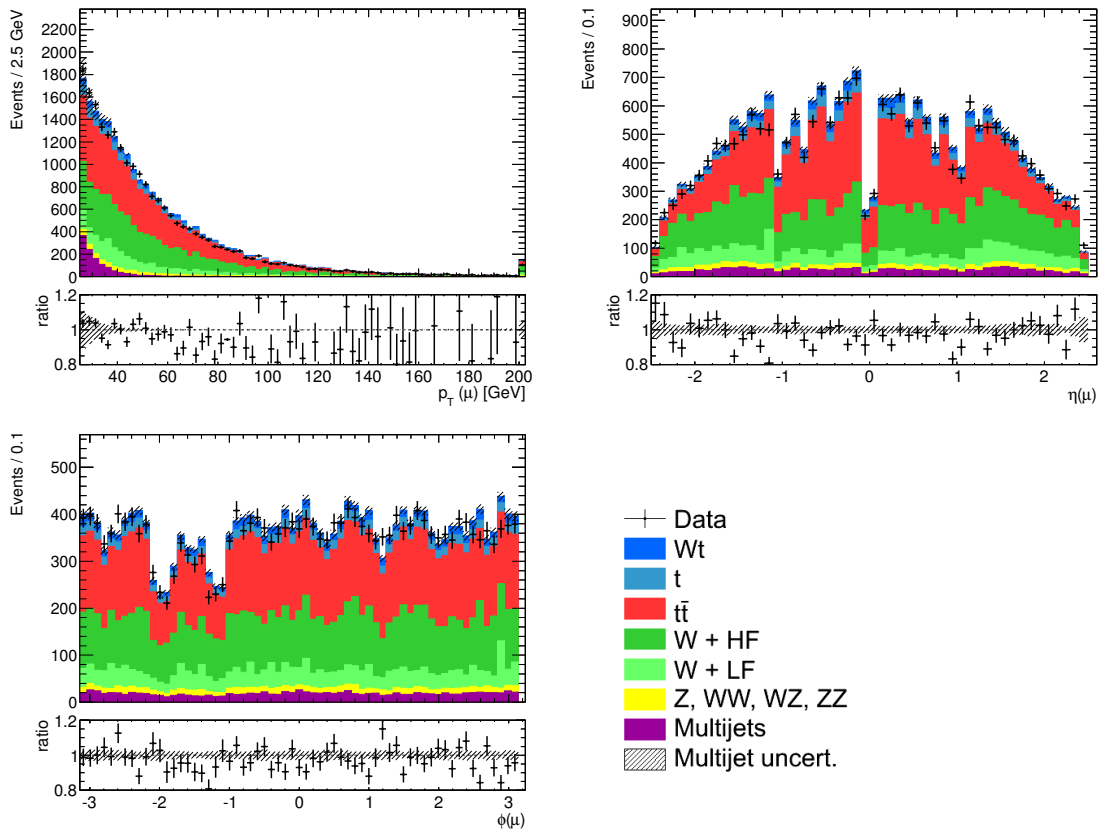 Events / 2.5 GeV
2200
2000
1800
1600
1400
1200
1000
800
600
400
200
0
ratio
1.2
1
0.8
40 60 80 100 120 140 160 180 200
p_T (μ) [GeV]
Events / 0.1
900
800
700
600
500
400
300
200
100
0
ratio
1.2
1
0.8
-2 -1 0 1 2
η(μ)
Events / 0.1
500
400
300
200
100
0
ratio
1.2
1
0.8
-3 -2 -1 0 1 2 3
φ(μ)
Data
Wt
t
tt̄
W + HF
W + LF
Z, WW, WZ, ZZ
Multijets
Multijet uncert.